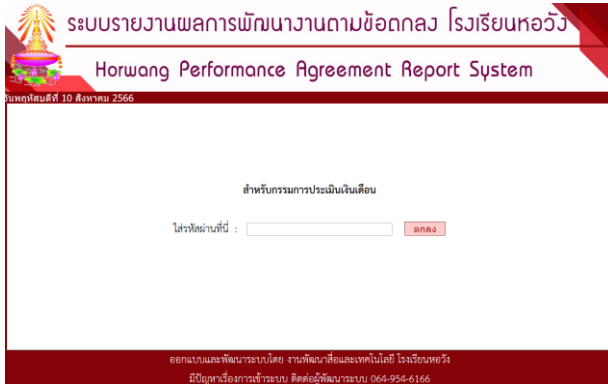 ระบบรายงานผลการพัฒนางานตามข้อตกลง โรงเรียนหอวัง
Horwang Performance Agreement Report System
วันพฤหัสบดีที่ 10 สิงหาคม 2566
สำหรับกรรมการประเมินเงินเดือน
ใส่รหัสผ่านที่นี่ : ตกลง
ออกแบบและพัฒนาระบบโดย งานพัฒนาสื่อและเทคโนโลยี โรงเรียนหอวัง
มีปัญหาเรื่องการเข้าระบบ ติดต่อผู้พัฒนาระบบ 064-954-6166